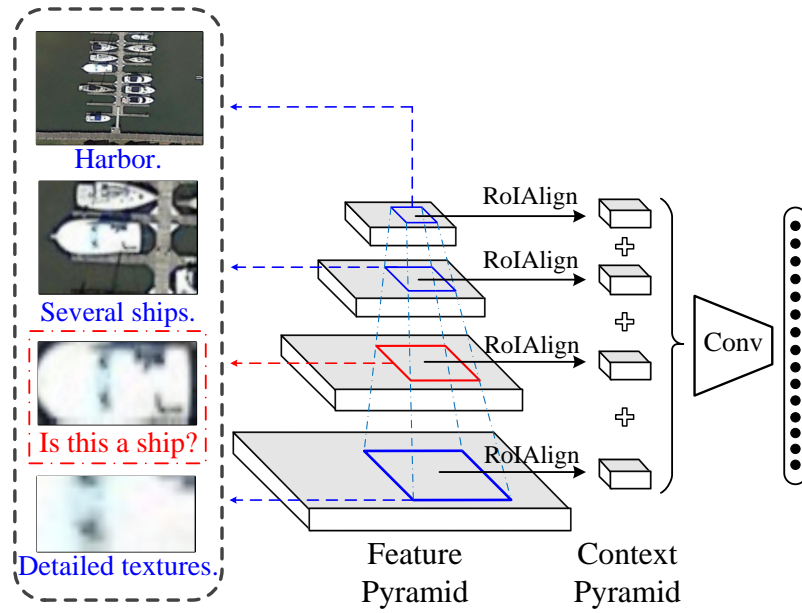 Harbor.
Several ships.
Is this a ship?
Detailed textures.
RoIAlign
RoIAlign
RoIAlign
RoIAlign
Conv
Feature
Pyramid
Context
Pyramid